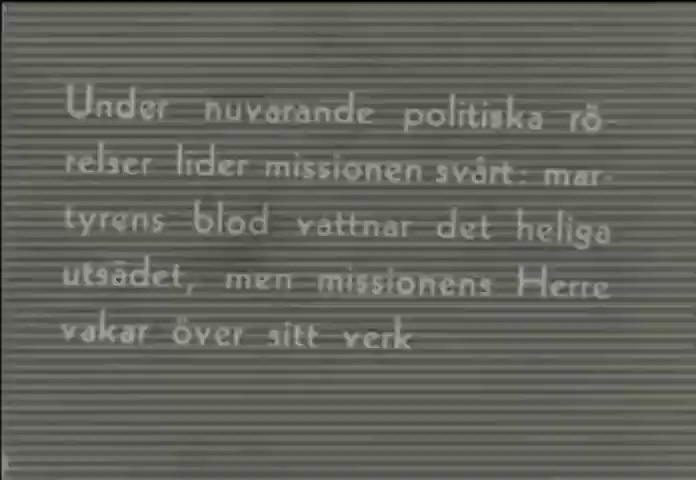 Under nuvarande politiska rö-
relser lider missionen svårt: mar-
tyrens blod vattnar det heliga
utsädet, men missionens Herre
vakar över sitt verk